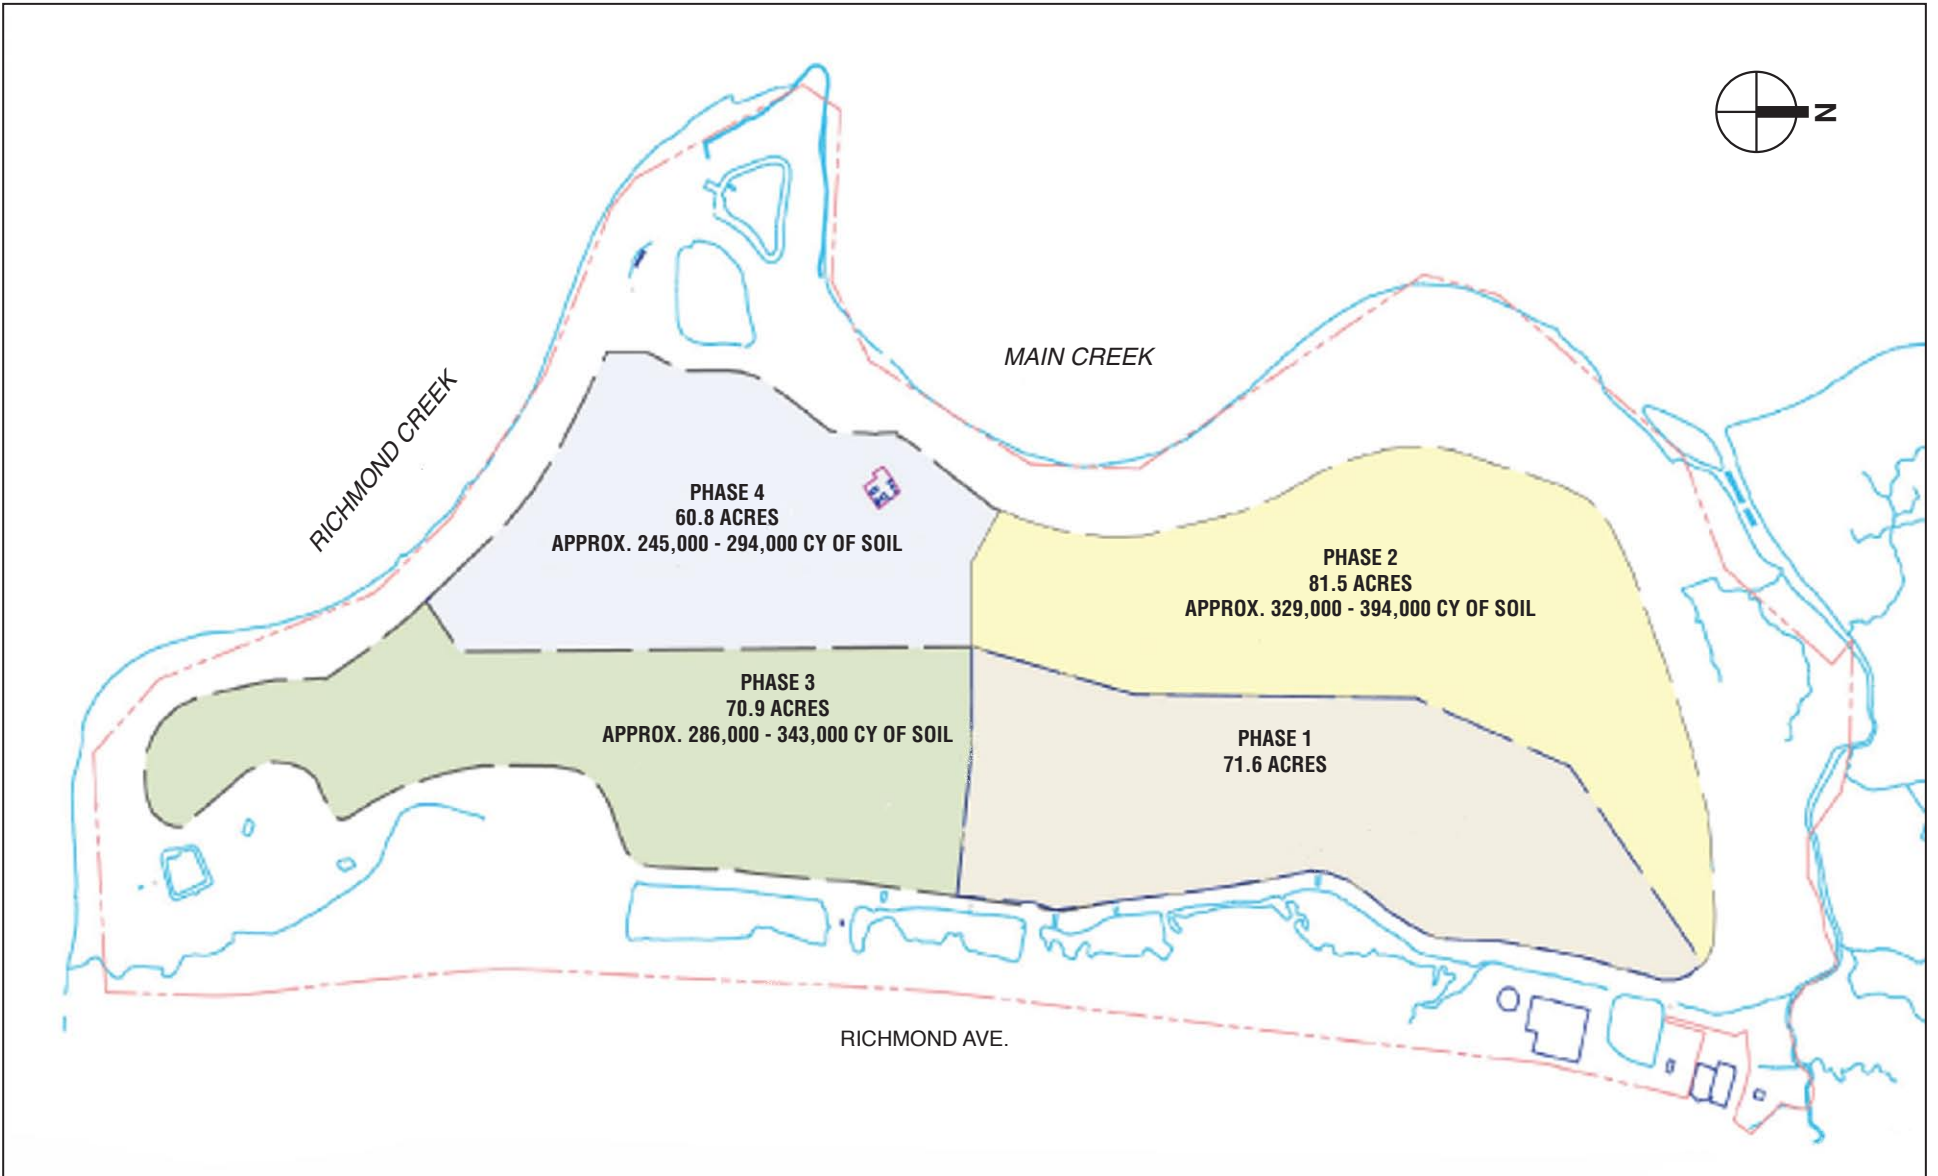 N
MAIN CREEK
RICHMOND CREEK
PHASE 4
60.8 ACRES
APPROX. 245,000 - 294,000 CY OF SOIL
PHASE 2
81.5 ACRES
APPROX. 329,000 - 394,000 CY OF SOIL
PHASE 3
70.9 ACRES
APPROX. 286,000 - 343,000 CY OF SOIL
PHASE 1
71.6 ACRES
RICHMOND AVE.